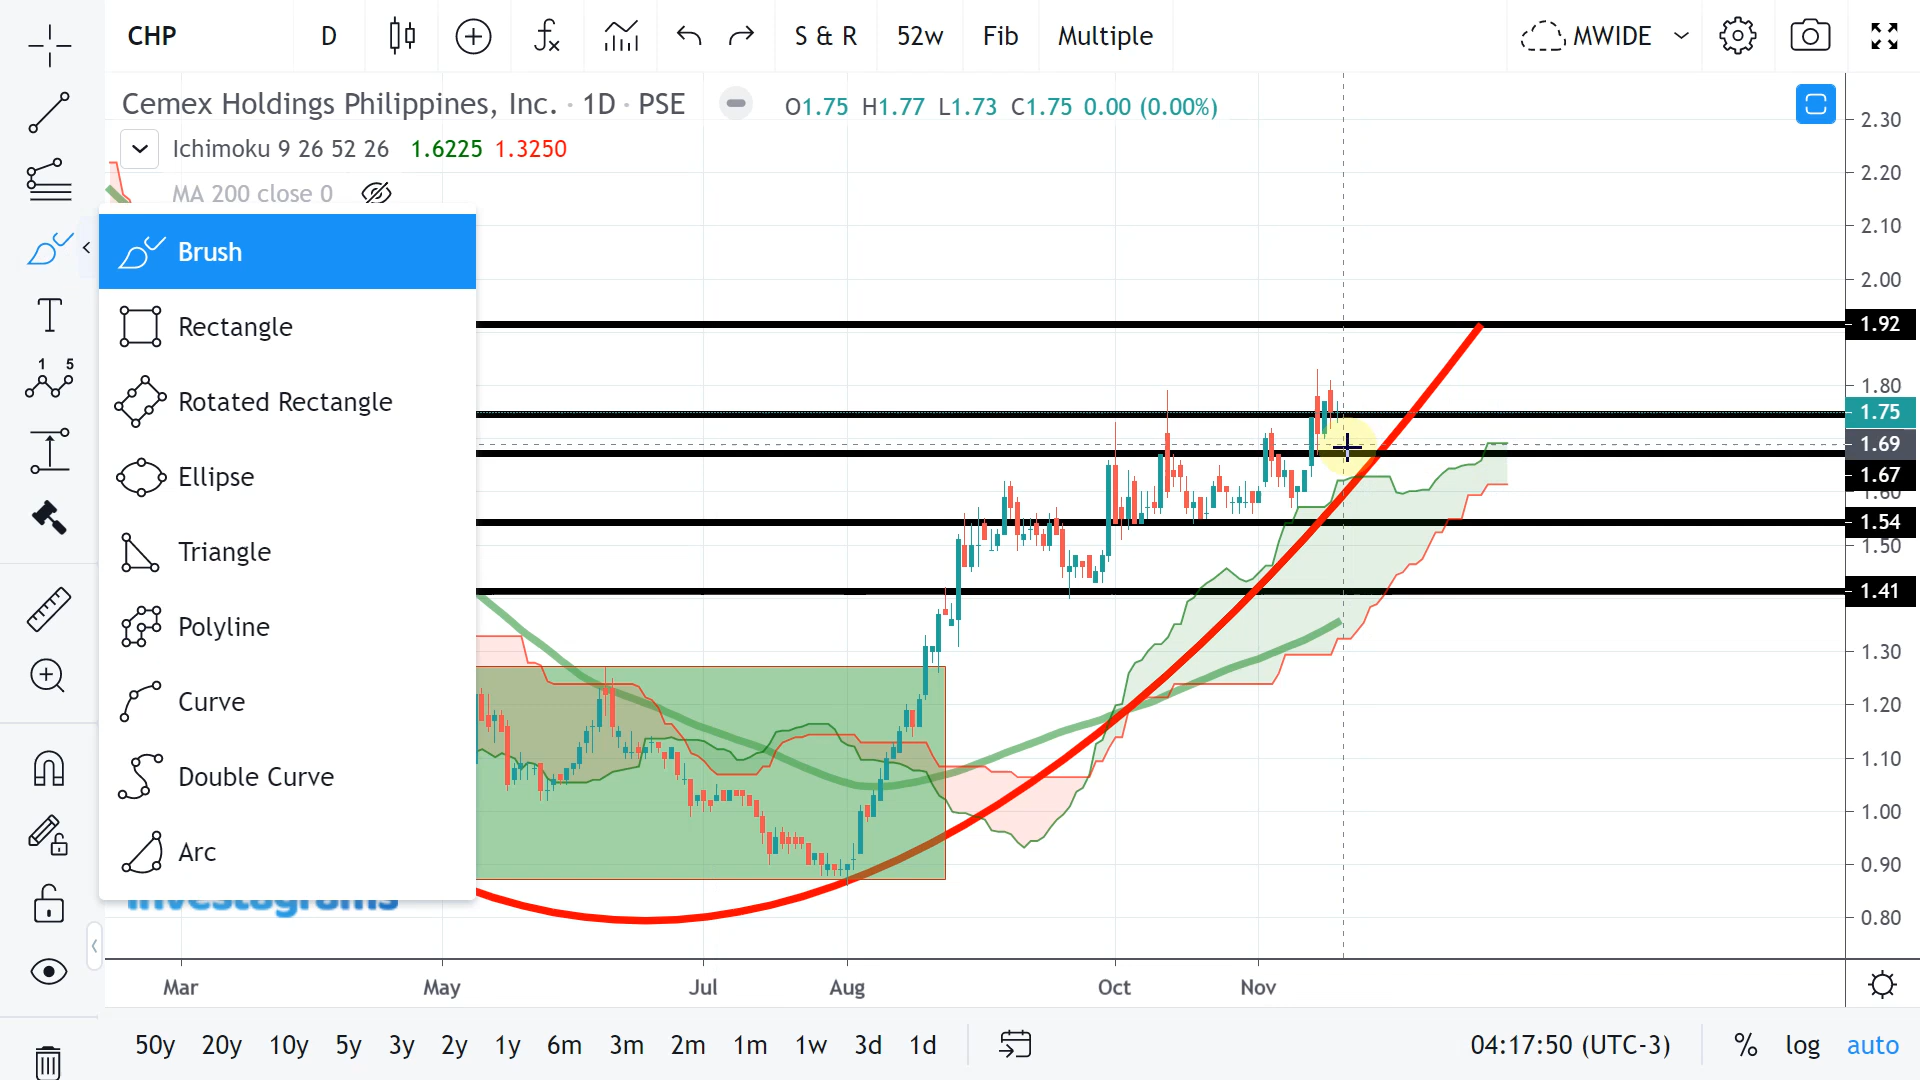 CHP D S & R 52w Fib Multiple MWIDE
Cemex Holdings Philippines, Inc. · 1D · PSE O1.75 H1.77 L1.73 C1.75 0.00 (0.00%)
Ichimoku 9 26 52 26 1.6225 1.3250
MA 200 close 0
Brush
Rectangle
Rotated Rectangle
Ellipse
Triangle
Polyline
Curve
Double Curve
Arc
T
1 5
2.30
2.20
2.10
2.00
1.92
1.80
1.75
1.69
1.67
1.60
1.54
1.50
1.41
1.30
1.20
1.10
1.00
0.90
0.80
investagrams
Mar May Jul Aug Oct Nov
50y 20y 10y 5y 3y 2y 1y 6m 3m 2m 1m 1w 3d 1d 04:17:50 (UTC-3) % log auto